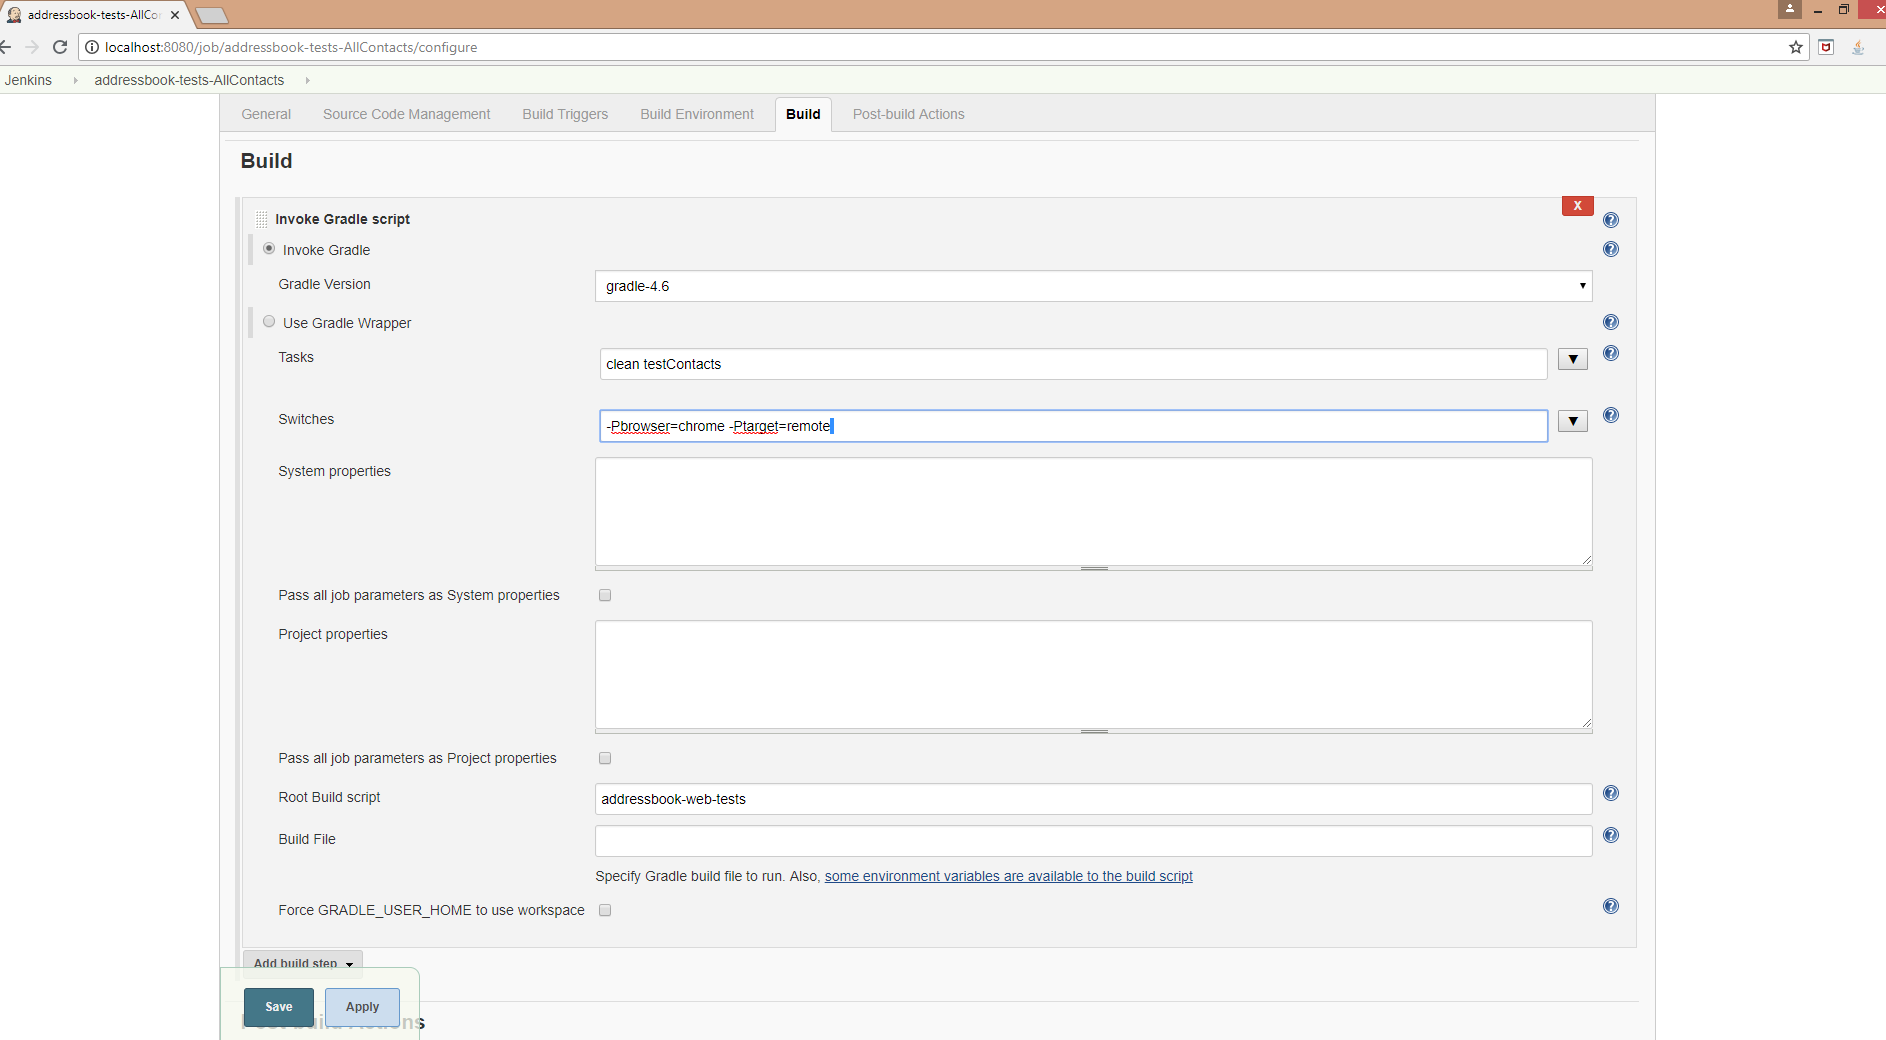 addressbook-tests-AllCo
localhost:8080/job/addressbook-tests-AllContacts/configure
Jenkins addressbook-tests-AllContacts
General Source Code Management Build Triggers Build Environment Build Post-build Actions
Build
Invoke Gradle script X
Invoke Gradle
Gradle Version gradle-4.6
Use Gradle Wrapper
Tasks clean testContacts
Switches -Pbrowser=chrome -Ptarget=remote
System properties
Pass all job parameters as System properties
Project properties
Pass all job parameters as Project properties
Root Build script addressbook-web-tests
Build File
Specify Gradle build file to run. Also, some environment variables are available to the build script
Force GRADLE_USER_HOME to use workspace
Add build step
Save Apply